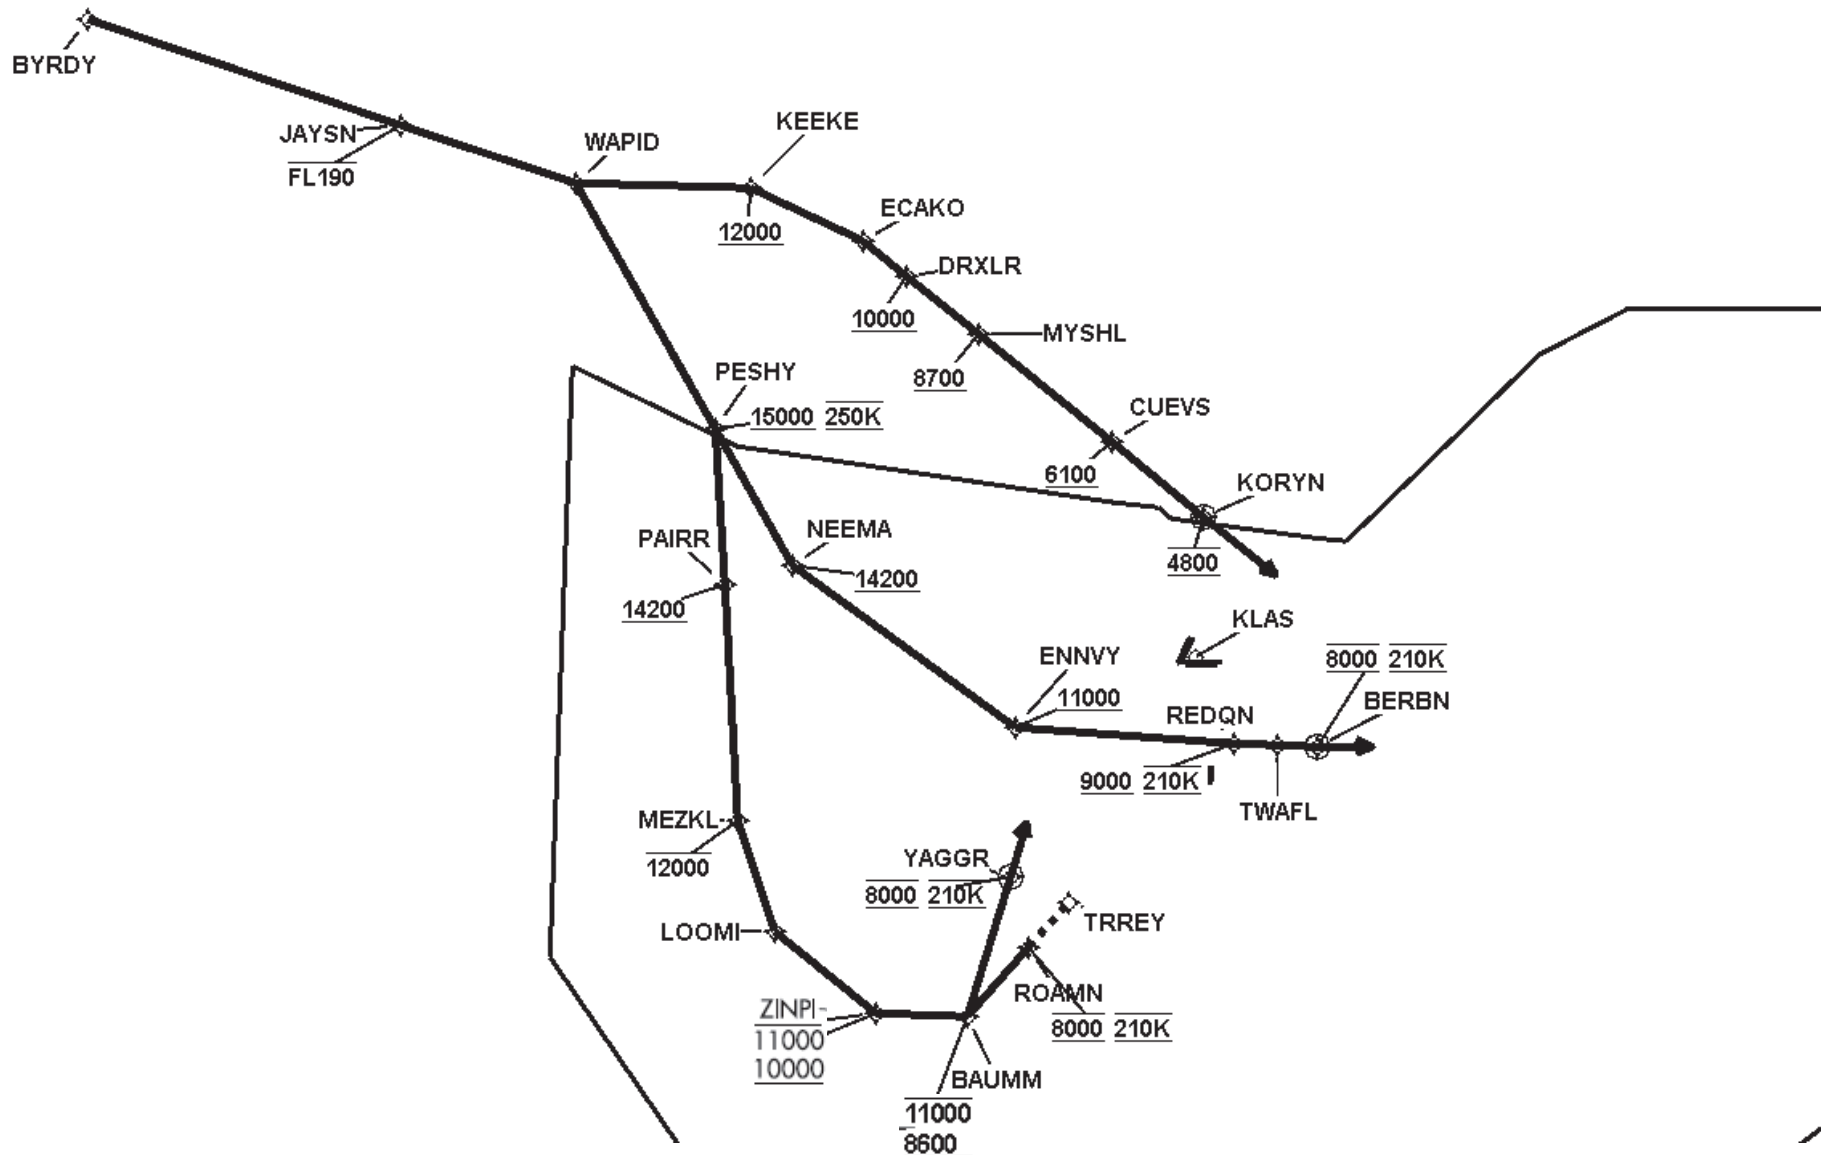 BYRDY
KEEKE
JAYSN
WAPID
FL190
ECAKO
12000
DRXLR
10000
MYSHL
8700
PESHY
15000 250K
CUEVS
6100
KORYN
NEEMA
PAIRR
4800
14200
14200
KLAS
ENNVY
8000 210K
11000
BERBN
REDQN
9000 210K
TWAFL
MEZKL
12000
YAGGR
8000 210K
TRREY
LOOMI
ROAMN
ZINPI
8000 210K
11000
10000
BAUMM
11000
8600